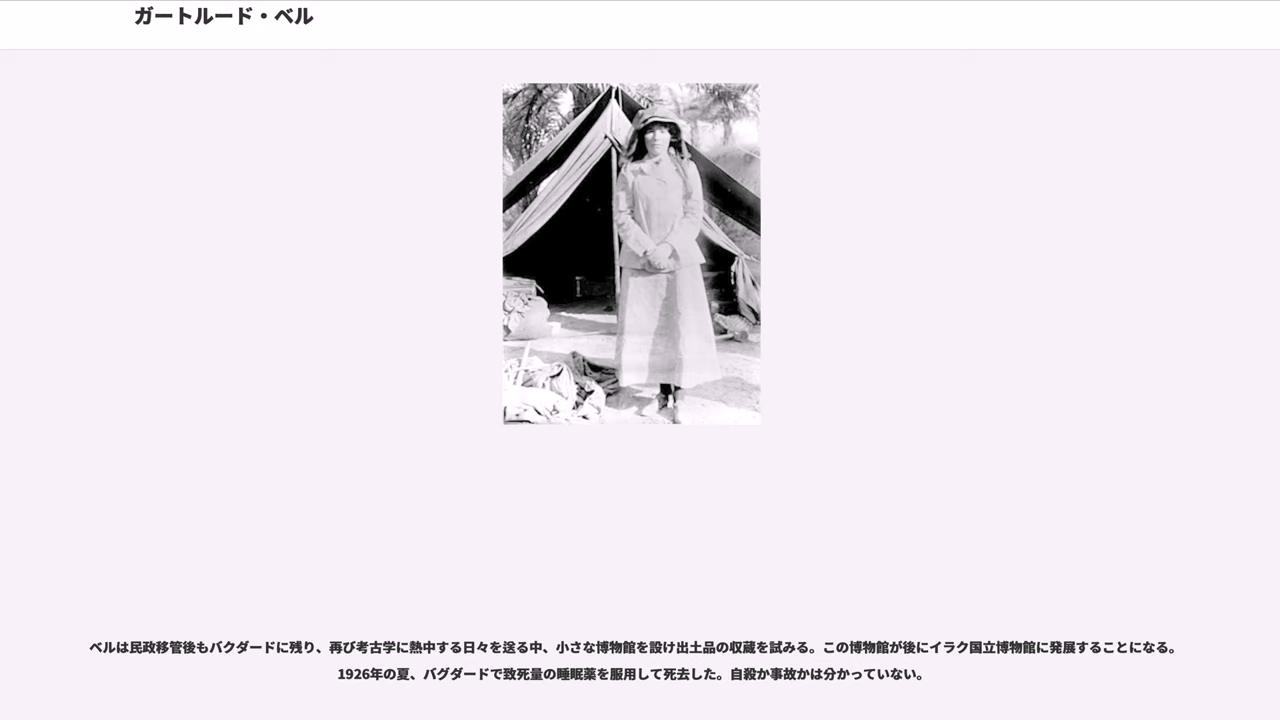 ガートルード・ベル
ベルは民政移管後もバクダードに残り、再び考古学に熱中する日々を送る中、小さな博物館を設け出土品の収蔵を試みる。この博物館が後にイラク国立博物館に発展することになる。
1926年の夏、バグダードで致死量の睡眠薬を服用して死去した。自殺か事故かは分かっていない。